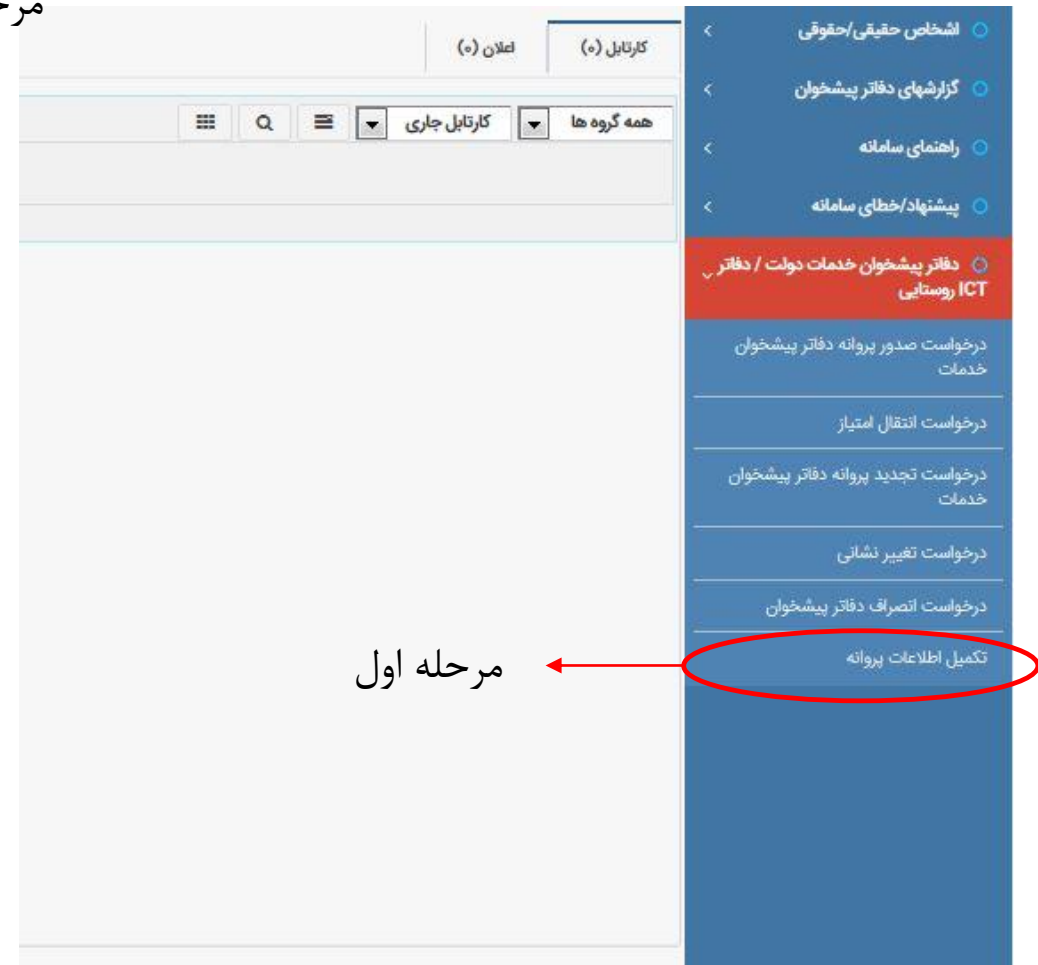 اشخاص حقیقی/حقوقی
گزارشهای دفاتر پیشخوان
راهنمای سامانه
پیشنهاد/خطای سامانه
دفاتر پیشخوان خدمات دولت / دفاتر
ICT روستایی
درخواست صدور پروانه دفاتر پیشخوان
خدمات
درخواست انتقال امتیاز
درخواست تجدید پروانه دفاتر پیشخوان
خدمات
درخواست تغییر نشانی
درخواست انصراف دفاتر پیشخوان
تکمیل اطلاعات پروانه
کارتابل (۰)
اعلان (۰)
همه گروه ها
کارتابل جاری
مرحله اول